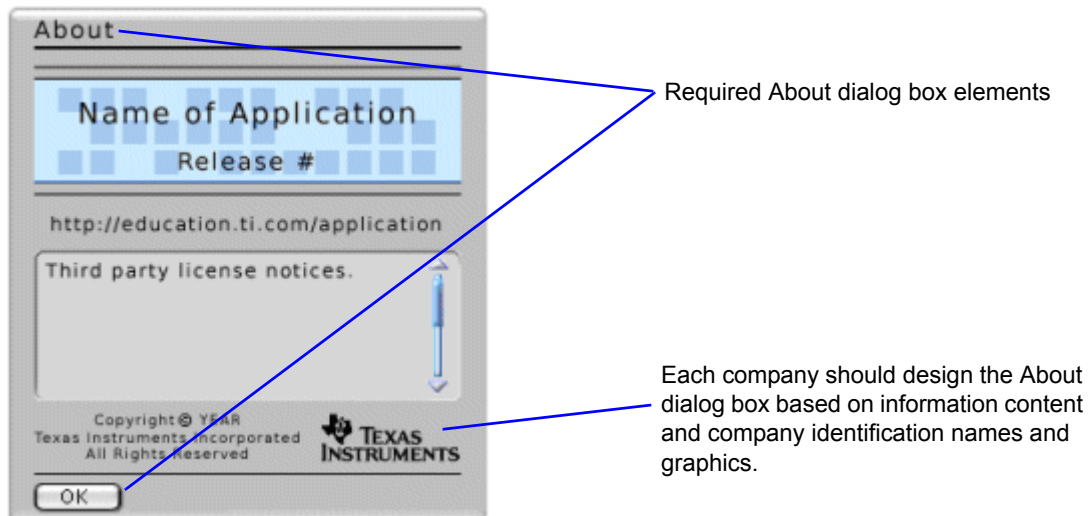 About
Name of Application
Release #
http://education.ti.com/application
Third party license notices.
Copyright© YEAR
Texas Instruments Incorporated
All Rights Reserved
TEXAS
INSTRUMENTS
OK
Required About dialog box elements
Each company should design the About
dialog box based on information content
and company identification names and
graphics.